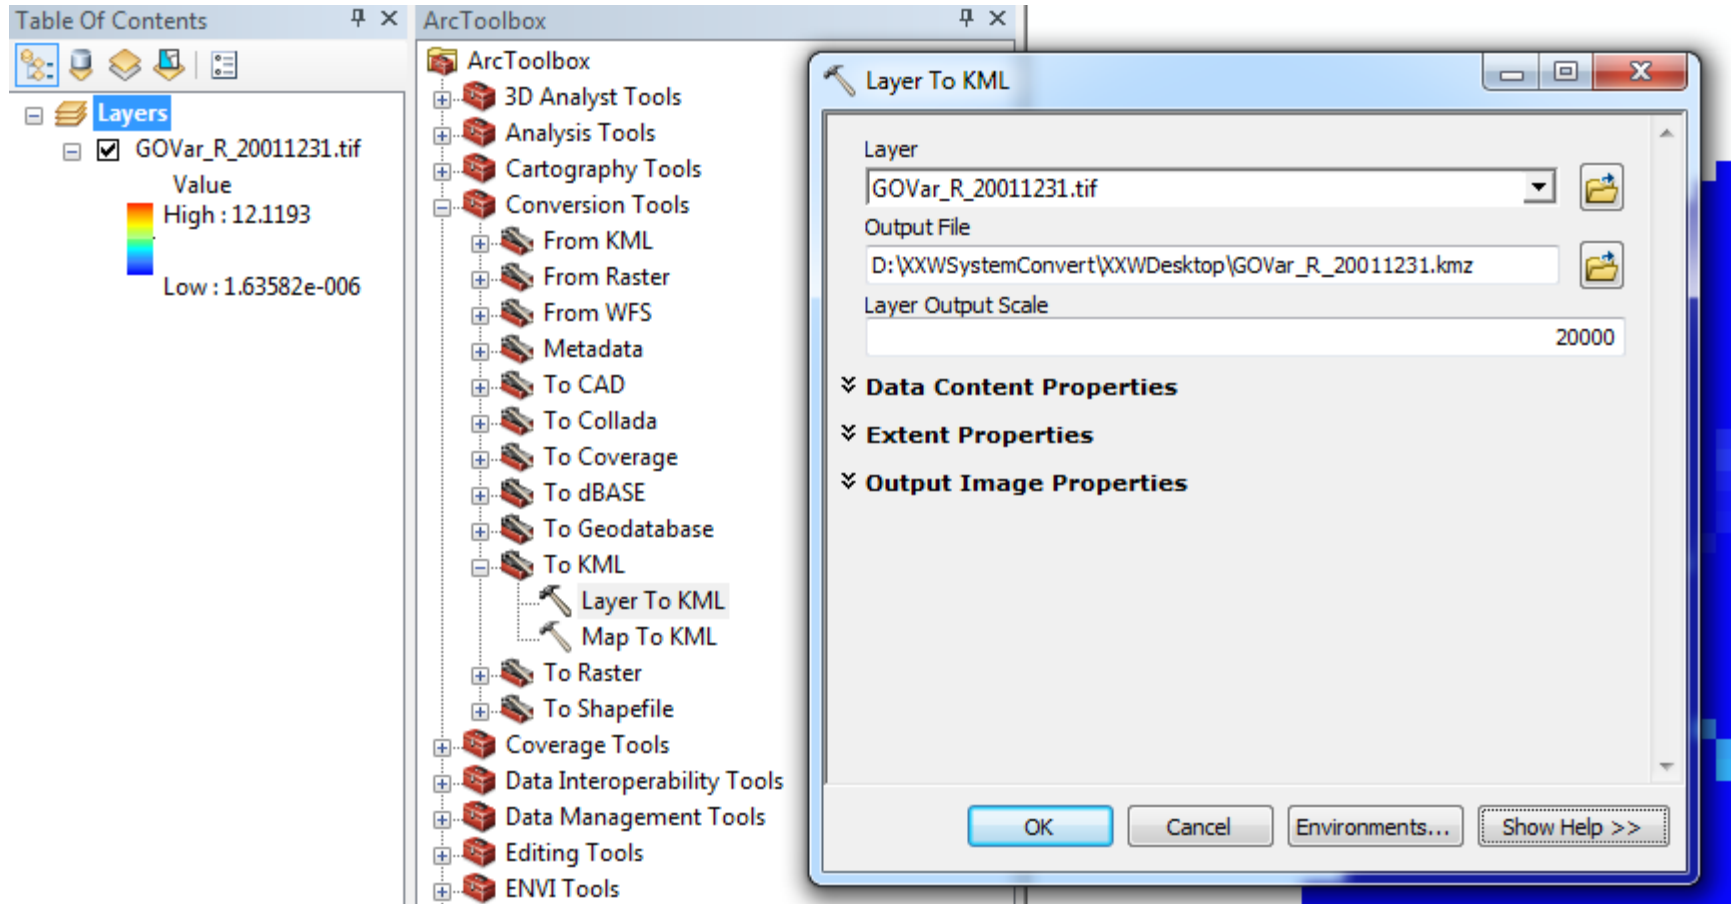 Table Of Contents
Layers
GOVar_R_20011231.tif
Value
High : 12.1193
Low : 1.63582e-006
ArcToolbox
ArcToolbox
3D Analyst Tools
Analysis Tools
Cartography Tools
Conversion Tools
From KML
From Raster
From WFS
Metadata
To CAD
To Collada
To Coverage
To dBASE
To Geodatabase
To KML
Layer To KML
Map To KML
To Raster
To Shapefile
Coverage Tools
Data Interoperability Tools
Data Management Tools
Editing Tools
ENVI Tools
Layer To KML
Layer
GOVar_R_20011231.tif
Output File
D:\XXWSystemConvert\XXWDesktop\GOVar_R_20011231.kmz
Layer Output Scale
20000
Data Content Properties
Extent Properties
Output Image Properties
OK Cancel Environments... Show Help >>